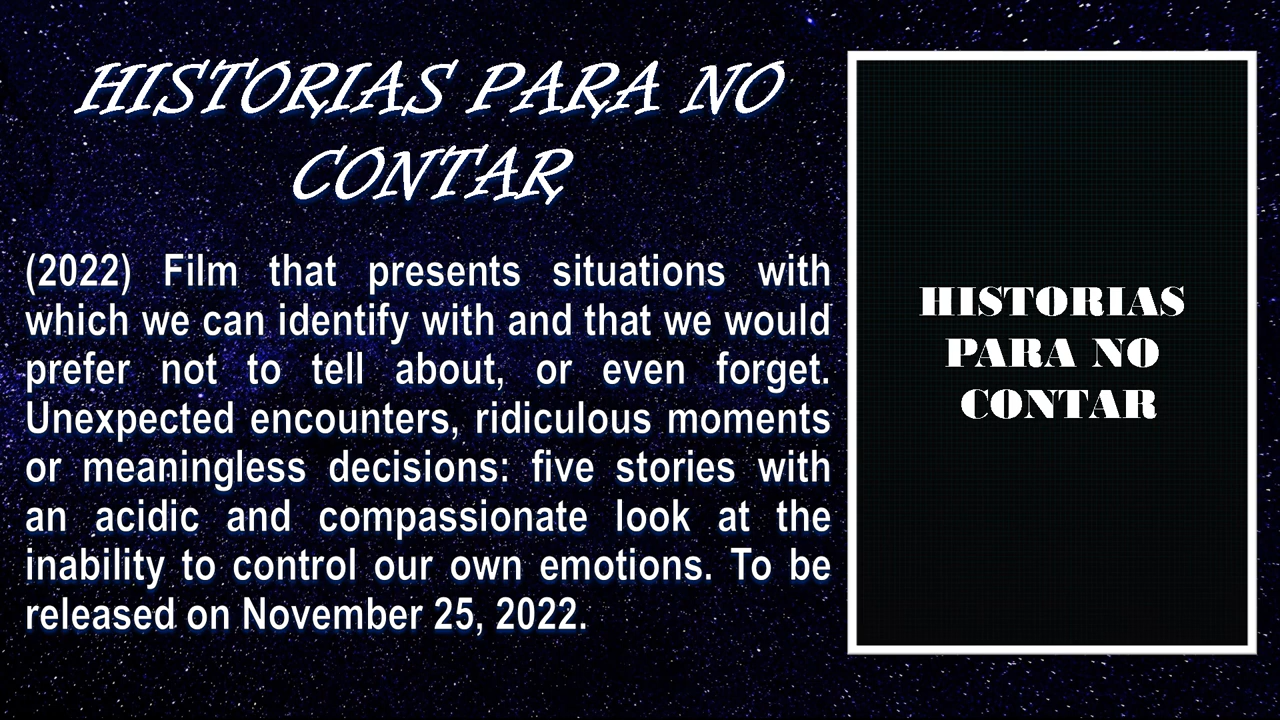 HISTORIAS PARA NO
CONTAR
(2022) Film that presents situations with
which we can identify with and that we would
prefer not to tell about, or even forget.
Unexpected encounters, ridiculous moments
or meaningless decisions: five stories with
an acidic and compassionate look at the
inability to control our own emotions. To be
released on November 25, 2022.
HISTORIAS
PARA NO
CONTAR